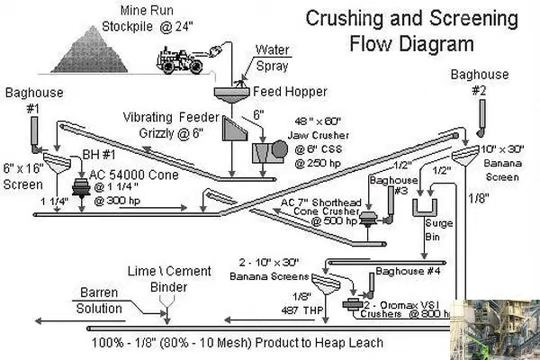 Crushing and Screening
Flow Diagram
Mine Run
Stockpile @ 24"
Water
Spray
Feed Hopper
Baghouse
#1
Baghouse
#2
Vibrating Feeder
Grizzly @ 6"
6"
48" x 60"
Jaw Crusher
@ 6" CSS
@ 250 hp
6" x 16"
Screen
BH #1
AC 54000 Cone
@ 1 1/4"
@ 300 hp
1 1/4"
10" x 30"
Banana
Screen
1/2"
Baghouse
#3
1/2"
1/8"
AC 7" Shorthead
Cone Crusher
@ 500 hp
Surge
Bin
2 - 10" x 30"
Banana Screens
Baghouse #4
Lime \ Cement
Binder
Barren
Solution
1/8"
487 THP
2 - Oromax VSI
Crushers @ 800 hp
100% - 1/8" (80% - 10 Mesh) Product to Heap Leach